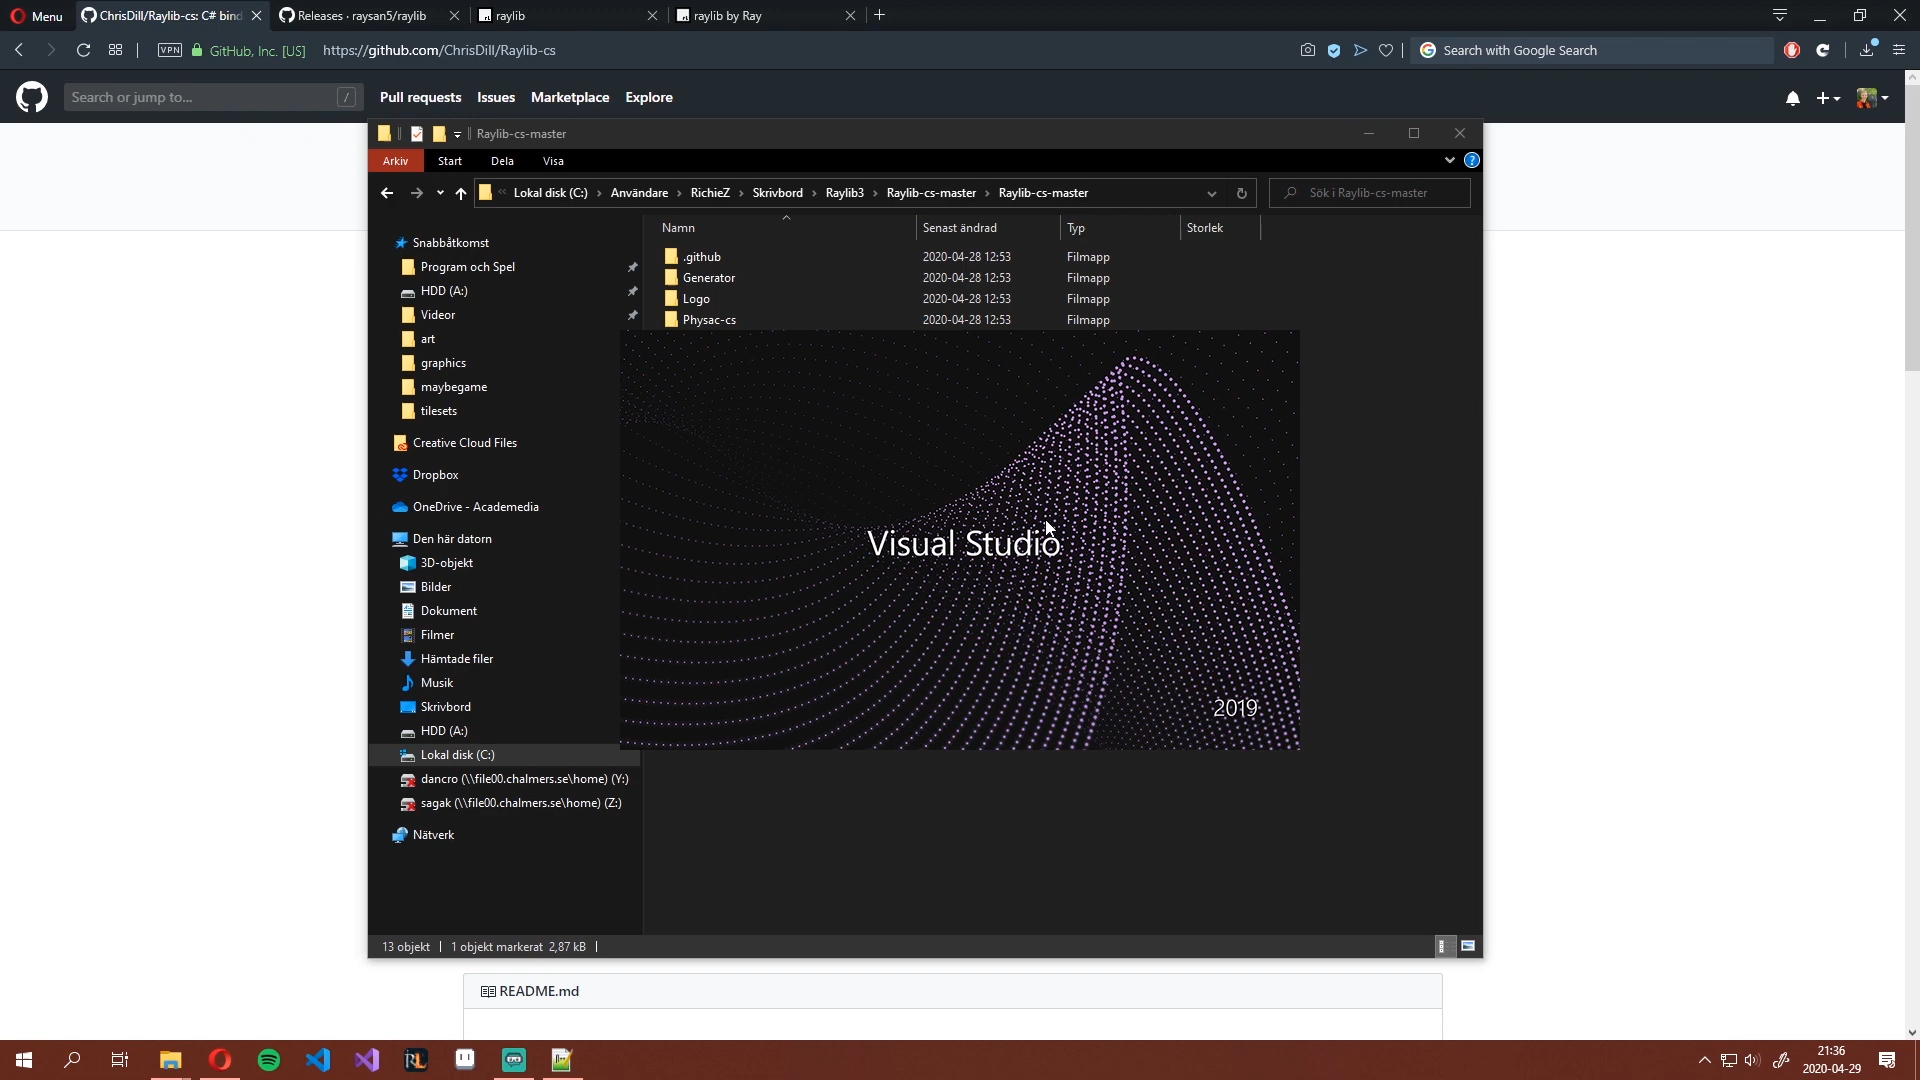 Menu
ChrisDill/Raylib-cs: C# bind
Releases · raysan5/raylib
raylib
raylib by Ray
VPN
GitHub, Inc. [US]
https://github.com/ChrisDill/Raylib-cs
Search with Google Search
Search or jump to...
/
Pull requests
Issues
Marketplace
Explore
Raylib-cs-master
Arkiv
Start
Dela
Visa
Lokal disk (C:) › Användare › RichieZ › Skrivbord › Raylib3 › Raylib-cs-master › Raylib-cs-master
Sök i Raylib-cs-master
Namn
Senast ändrad
Typ
Storlek
Snabbåtkomst
Program och Spel
HDD (A:)
Videor
art
graphics
maybegame
tilesets
Creative Cloud Files
Dropbox
OneDrive - Academedia
Den här datorn
3D-objekt
Bilder
Dokument
Filmer
Hämtade filer
Musik
Skrivbord
HDD (A:)
Lokal disk (C:)
dancro (\\file00.chalmers.se\home) (Y:)
sagak (\\file00.chalmers.se\home) (Z:)
Nätverk
.github 2020-04-28 12:53 Filmapp
Generator 2020-04-28 12:53 Filmapp
Logo 2020-04-28 12:53 Filmapp
Physac-cs 2020-04-28 12:53 Filmapp
Visual Studio
2019
13 objekt
1 objekt markerat 2,87 kB
README.md
21:36
2020-04-29